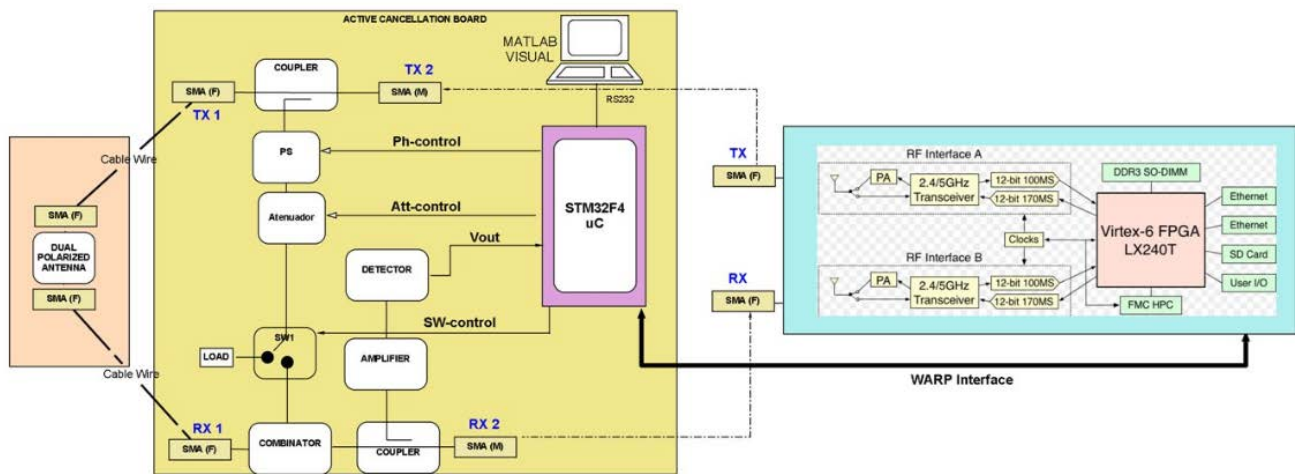 ACTIVE CANCELLATION BOARD
MATLAB
VISUAL
COUPLER
TX 2
SMA (F)
SMA (M)
TX 1
RS232
Cable Wire
PS
Ph-control
SMA (F)
DUAL
POLARIZED
ANTENNA
SMA (F)
Atenuador
Att-control
STM32F4
uC
Vout
DETECTOR
SW-control
SW1
LOAD
AMPLIFIER
Cable Wire
RX 1
SMA (F)
COMBINATOR
COUPLER
RX 2
SMA (M)
TX
SMA (F)
RX
SMA (F)
RF Interface A
PA
2.4/5GHz
Transceiver
12-bit 100MS
12-bit 170MS
DDR3 SO-DIMM
Ethernet
Ethernet
SD Card
User I/O
Virtex-6 FPGA
LX240T
Clocks
RF Interface B
PA
2.4/5GHz
Transceiver
12-bit 100MS
12-bit 170MS
FMC HPC
WARP Interface